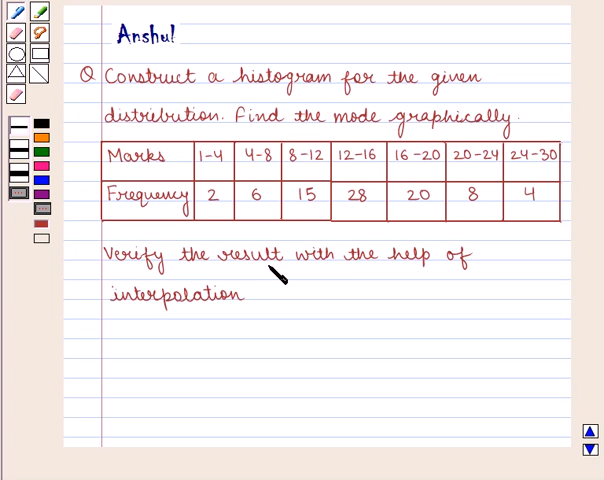 Anshul
Q Construct a histogram for the given
distribution. Find the mode graphically.
Marks 1-4 4-8 8-12 12-16 16-20 20-24 24-30
Frequency 2 6 15 28 20 8 4
Verify the result with the help of
interpolation